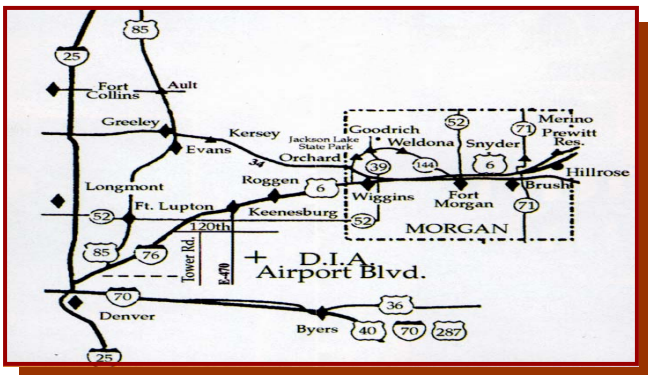 85
25
Fort
Collins
Ault
Greeley
Evans
Kersey
34
Jackson Lake
State Park
Goodrich
Orchard
Weldona
52
Snyder
71
Merino
Prewitt
Res.
39
144
6
Hillrose
Longmont
Roggen
6
Wiggins
Fort
Morgan
Brush
52
Ft. Lupton
Keenesburg
52
71
120th
MORGAN
85
76
Tower Rd.
E-470
D.I.A.
Airport Blvd.
70
Denver
36
Byers
40
70
287
25